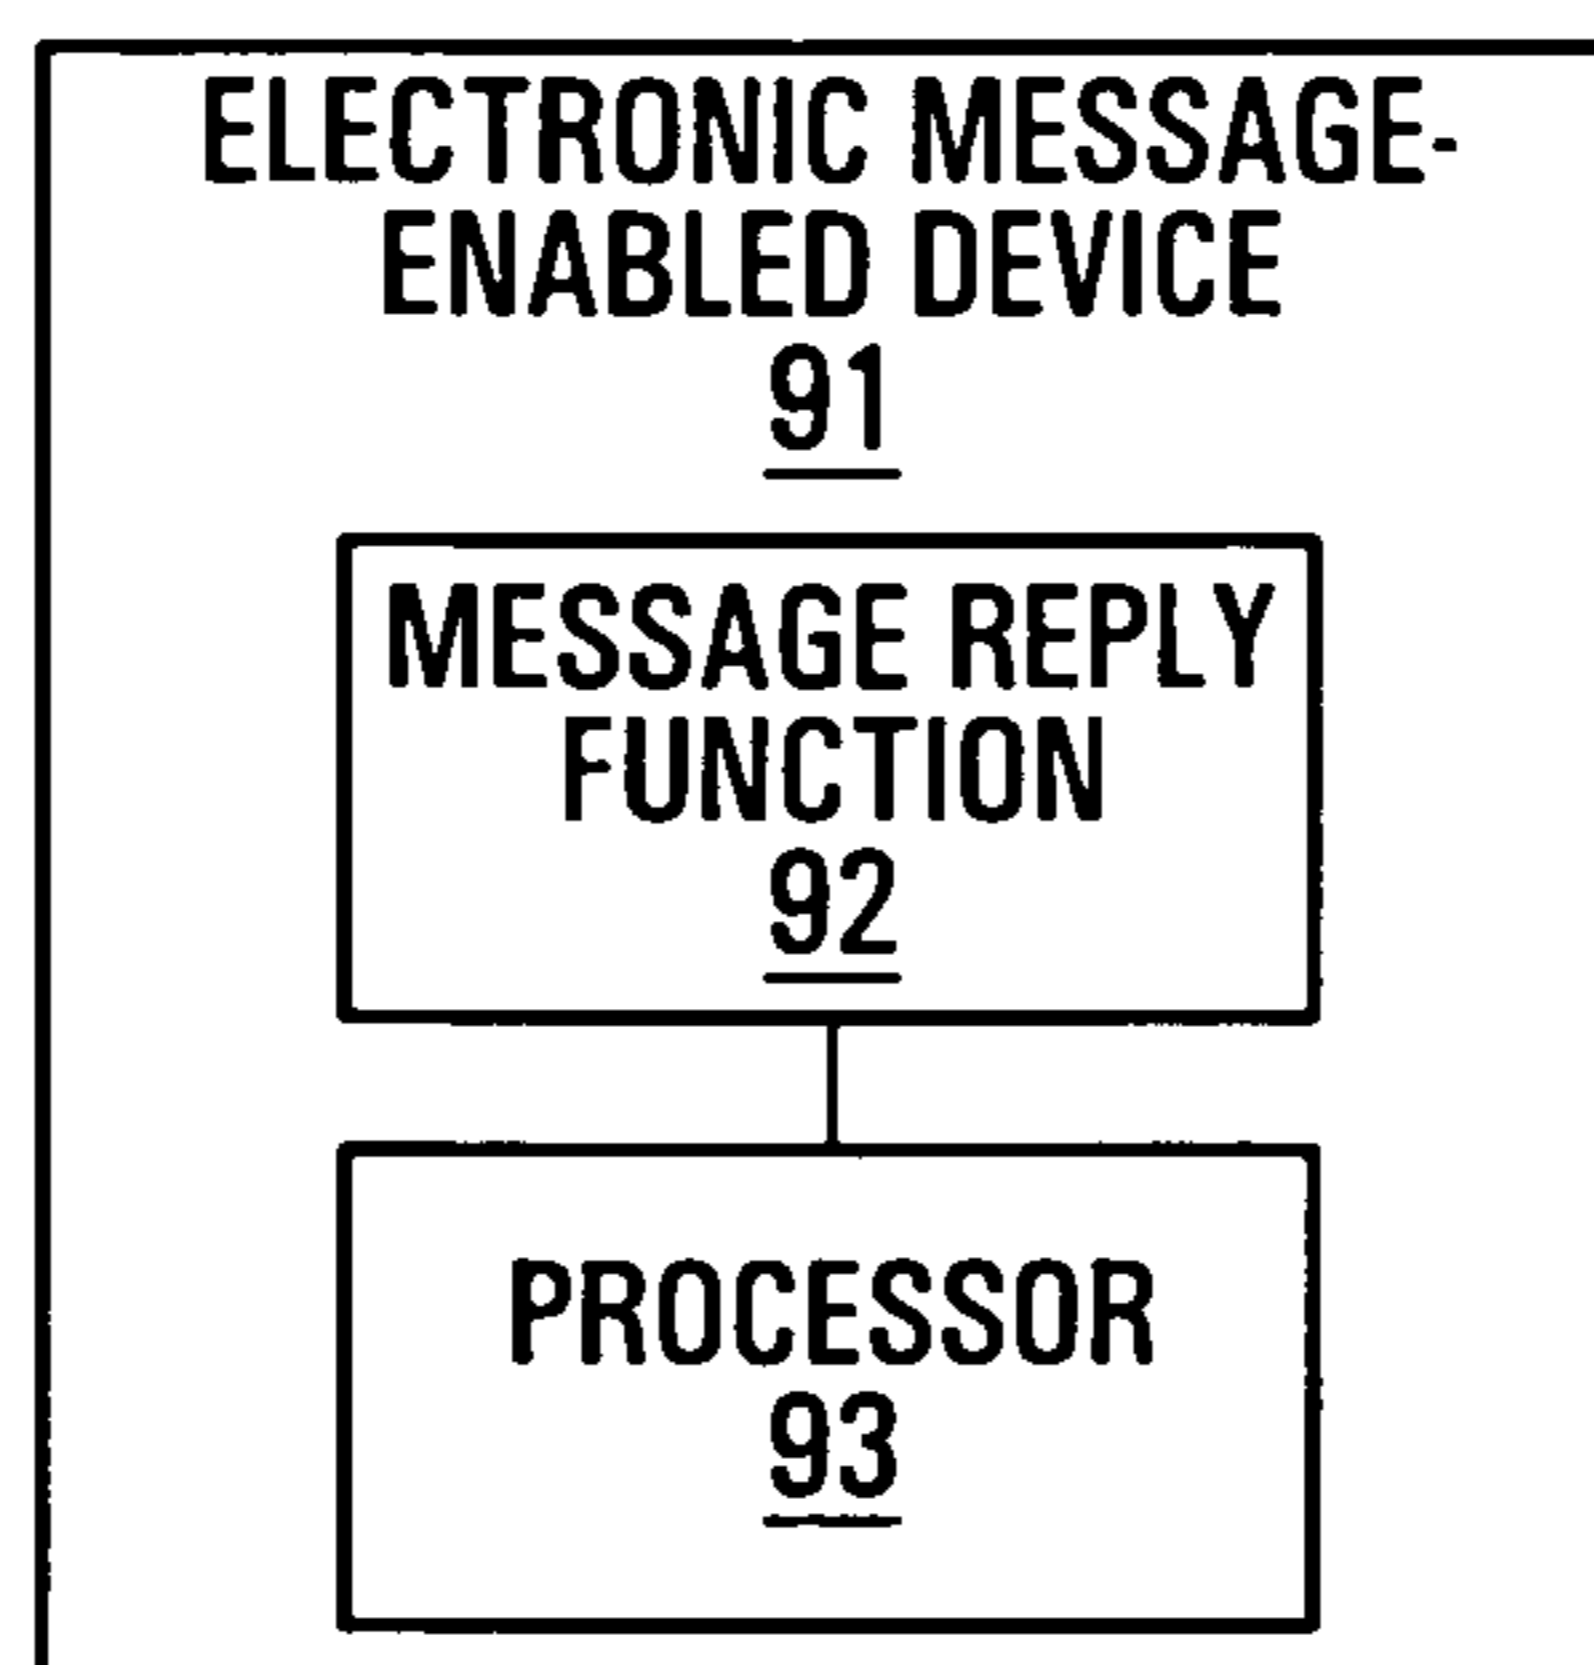 ELECTRONIC MESSAGE-
ENABLED DEVICE
91
MESSAGE REPLY
FUNCTION
92
PROCESSOR
93